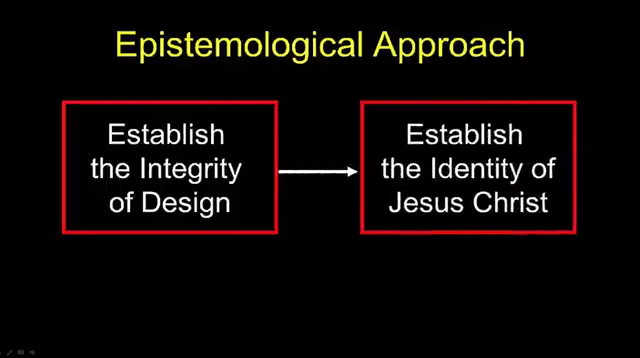 Epistemological Approach
Establish
the Integrity
of Design
Establish
the Identity of
Jesus Christ